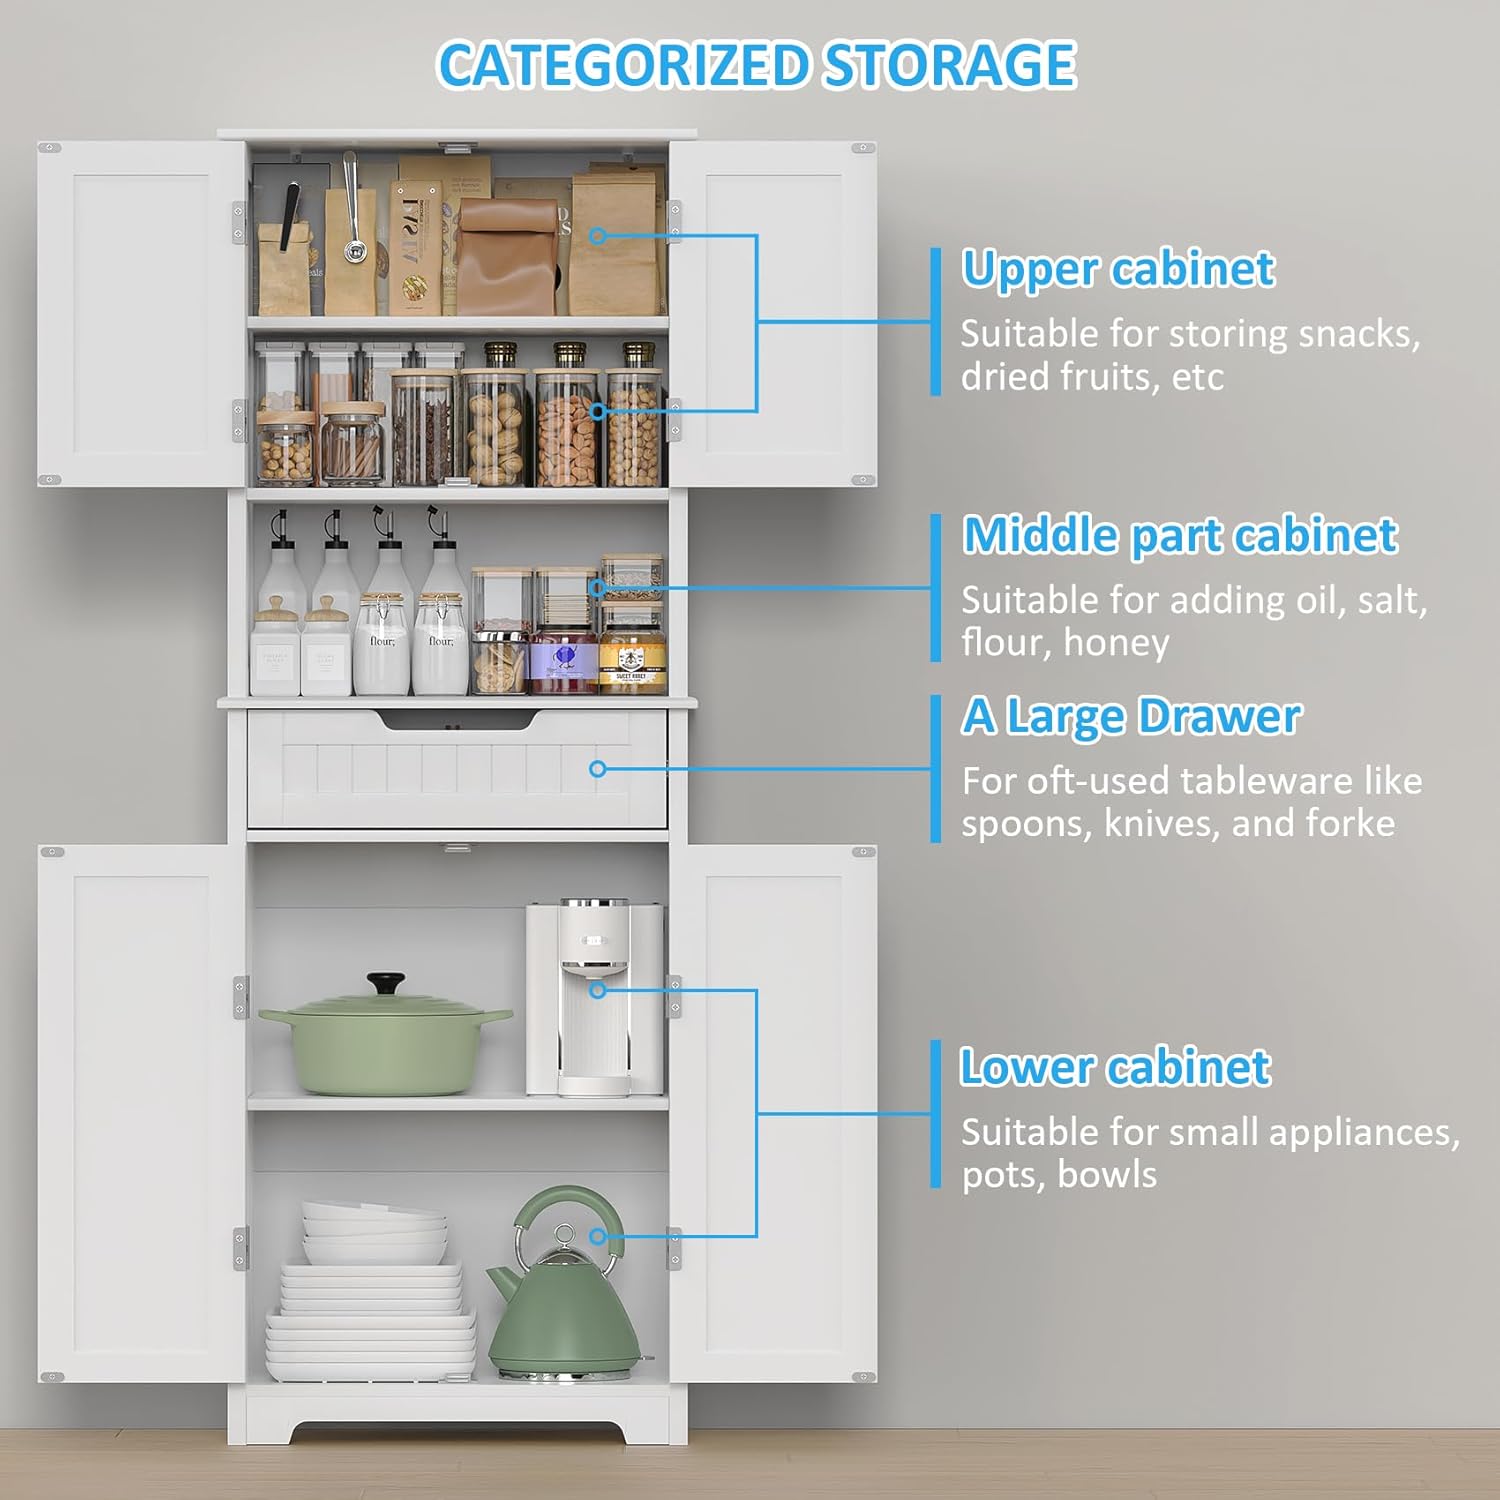 CATEGORIZED STORAGE
PASTA
Upper cabinet
Suitable for storing snacks,
dried fruits, etc
Middle part cabinet
Suitable for adding oil, salt,
flour, honey
flour;
flour;
SWEET HONEY
A Large Drawer
For oft-used tableware like
spoons, knives, and forke
Lower cabinet
Suitable for small appliances,
pots, bowls